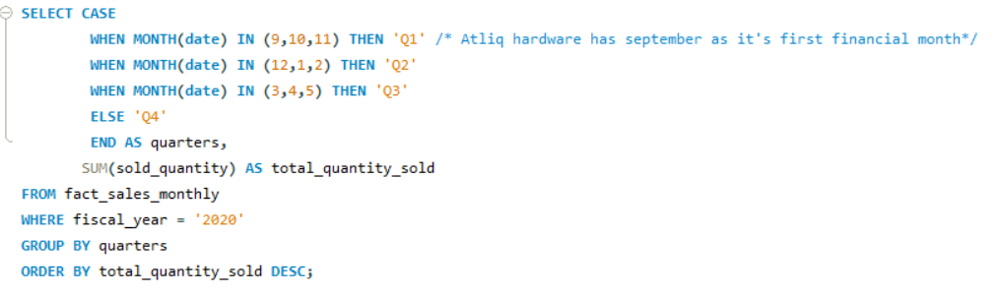 SELECT CASE
WHEN MONTH(date) IN (9,10,11) THEN 'Q1' /* Atliq hardware has september as it's first financial month*/
WHEN MONTH(date) IN (12,1,2) THEN 'Q2'
WHEN MONTH(date) IN (3,4,5) THEN 'Q3'
ELSE 'Q4'
END AS quarters,
SUM(sold_quantity) AS total_quantity_sold
FROM fact_sales_monthly
WHERE fiscal_year = '2020'
GROUP BY quarters
ORDER BY total_quantity_sold DESC;